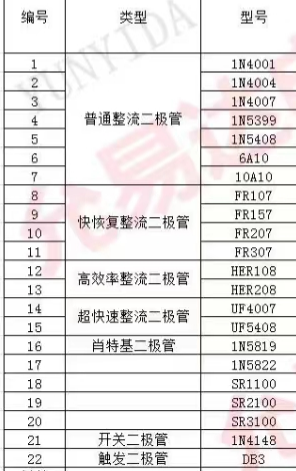 编号 类型 型号
1 1N4001
2 1N4004
3 1N4007
4 普通整流二极管 1N5399
5 1N5408
6 6A10
7 10A10
8 FR107
9 快恢复整流二极管 FR157
10 FR207
11 FR307
12 高效率整流二极管 HER108
13 HER208
14 超快速整流二极管 UF4007
15 UF5408
16 肖特基二极管 1N5819
17 1N5822
18 SR1100
19 SR2100
20 SR3100
21 开关二极管 1N4148
22 触发二极管 DB3
YUNYIDA